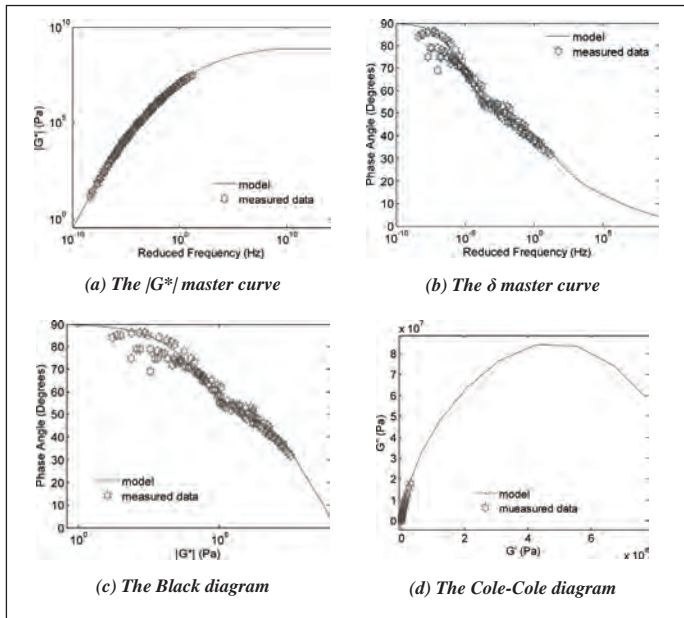 10^10
10^5
10^0
|G*| (Pa)
model
measured data
10^-10
10^0
10^10
Reduced Frequency (Hz)
(a) The |G*| master curve
90
80
70
60
50
40
30
20
10
0
Phase Angle (Degrees)
model
measured data
10^-10
10^-5
10^0
10^5
Reduced Frequency (Hz)
(b) The δ master curve
90
80
70
60
50
40
30
20
10
0
Phase Angle (Degrees)
model
measured data
10^0
|G*| (Pa)
(c) The Black diagram
x 10^7
8
7
6
5
4
3
2
1
0
G" (Pa)
model
mueasured data
0
2
4
6
G' (Pa)
x 10^8
(d) The Cole-Cole diagram